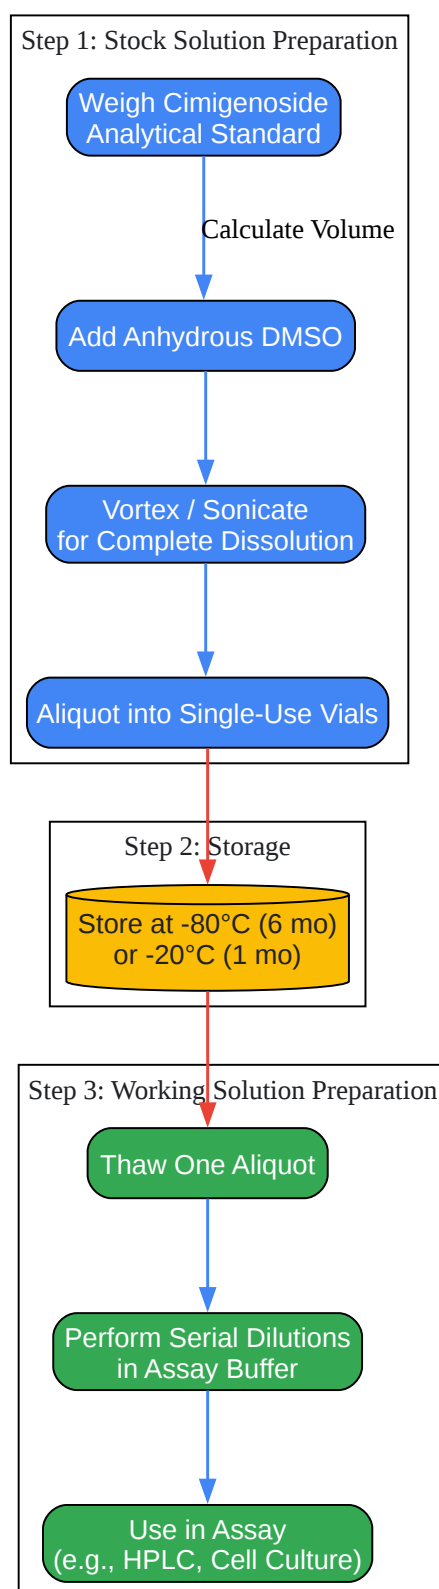 Step 1: Stock Solution Preparation
Weigh Cimigenoside
Analytical Standard
Calculate Volume
Add Anhydrous DMSO
Vortex / Sonicate
for Complete Dissolution
Aliquot into Single-Use Vials
Step 2: Storage
Store at -80°C (6 mo)
or -20°C (1 mo)
Step 3: Working Solution Preparation
Thaw One Aliquot
Perform Serial Dilutions
in Assay Buffer
Use in Assay
(e.g., HPLC, Cell Culture)